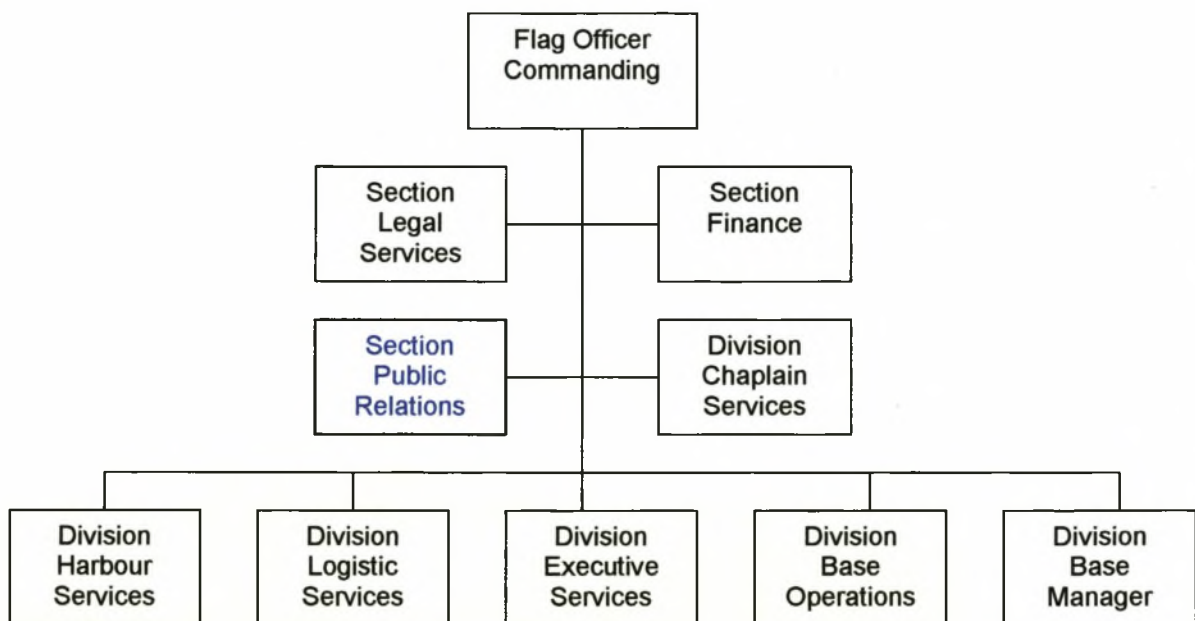 Flag Officer
Commanding
Section
Legal
Services
Section
Finance
Section
Public
Relations
Division
Chaplain
Services
Division
Harbour
Services
Division
Logistic
Services
Division
Executive
Services
Division
Base
Operations
Division
Base
Manager